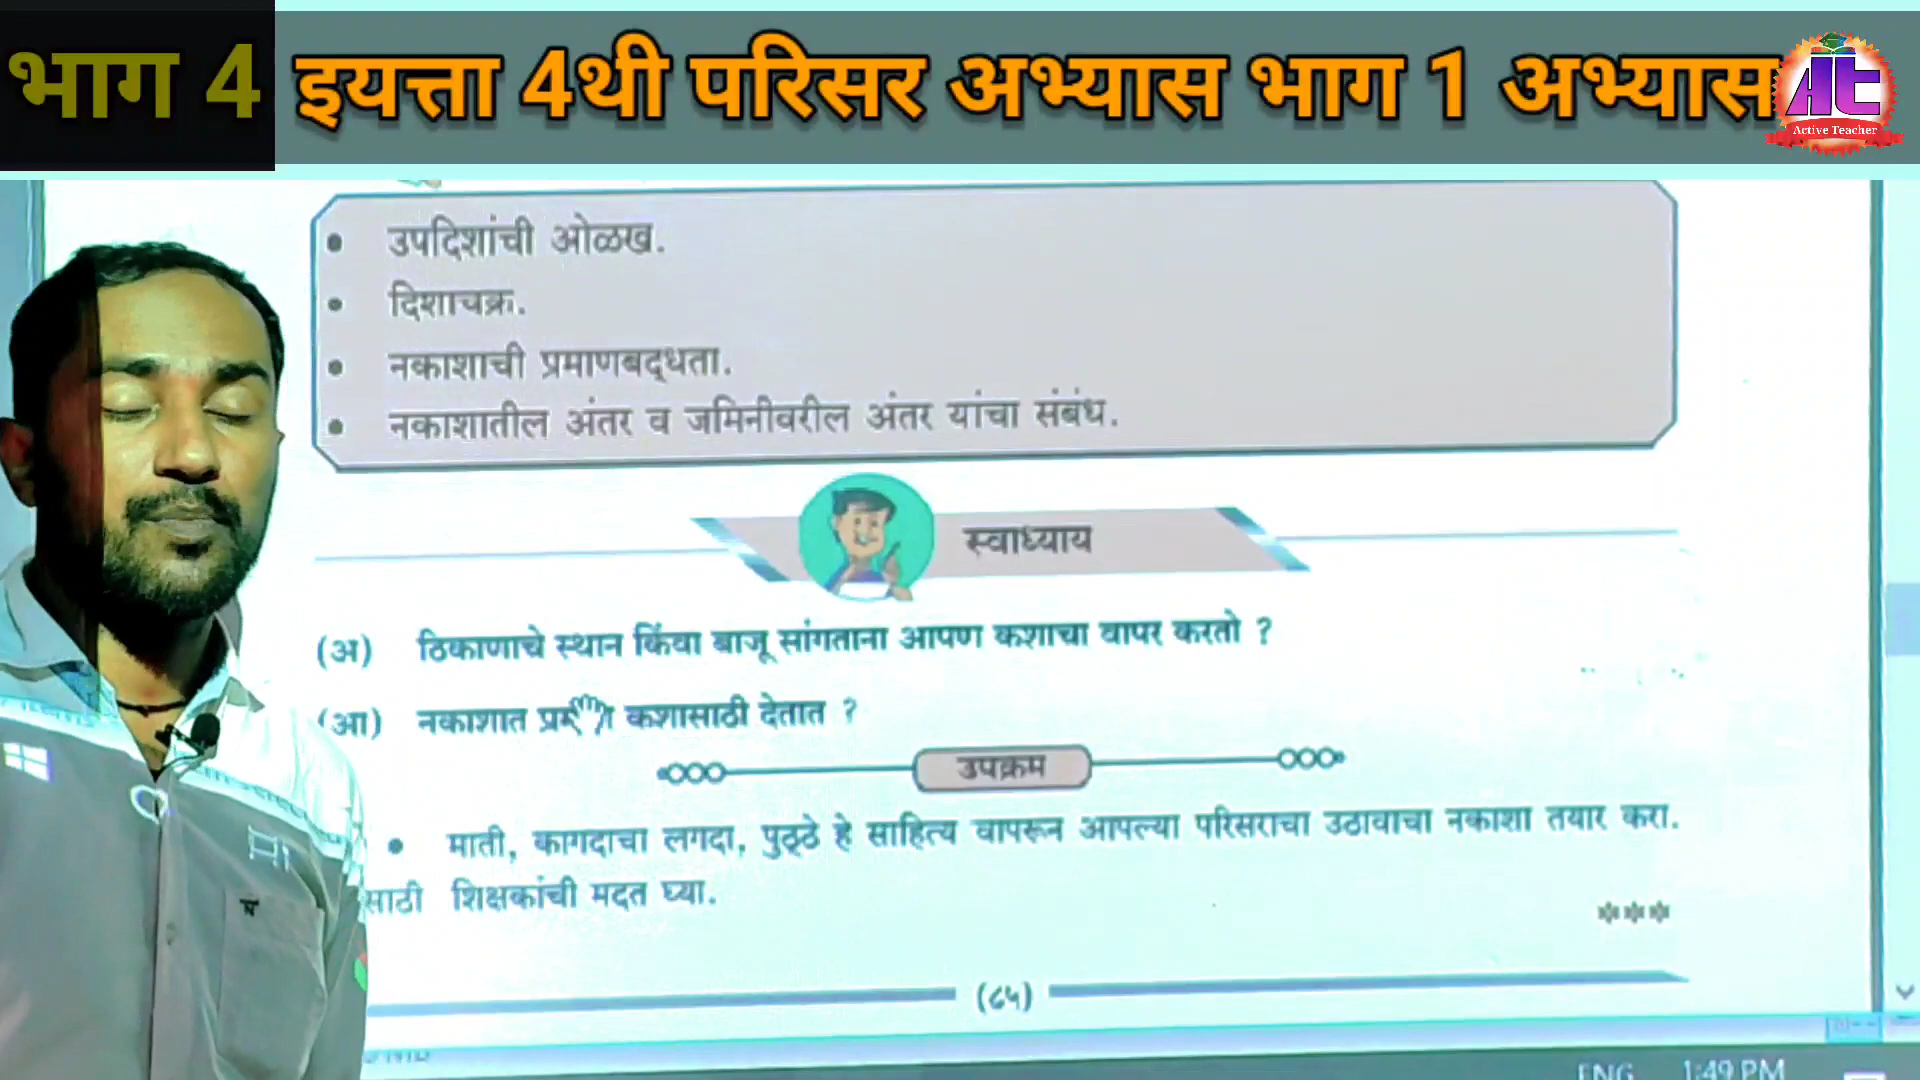 भाग 4 इयत्ता 4थी परिसर अभ्यास भाग 1 अभ्यास
At
Active Teacher
उपदिशांची ओळख.
दिशाचक्र.
नकाशाची प्रमाणबद्धता.
नकाशातील अंतर व जमिनीवरील अंतर यांचा संबंध.
स्वाध्याय
(अ) ठिकाणाचे स्थान किंवा बाजू सांगताना आपण कशाचा वापर करतो ?
(आ) नकाशात कशासाठी देतात ?
उपक्रम
माती, कागदाचा लगदा, पुठ्ठे हे साहित्य वापरून आपल्या परिसराचा उठावाचा नकाशा तयार करा.
साठी शिक्षकांची मदत घ्या.
***
(८५)
ENG 1:49 PM